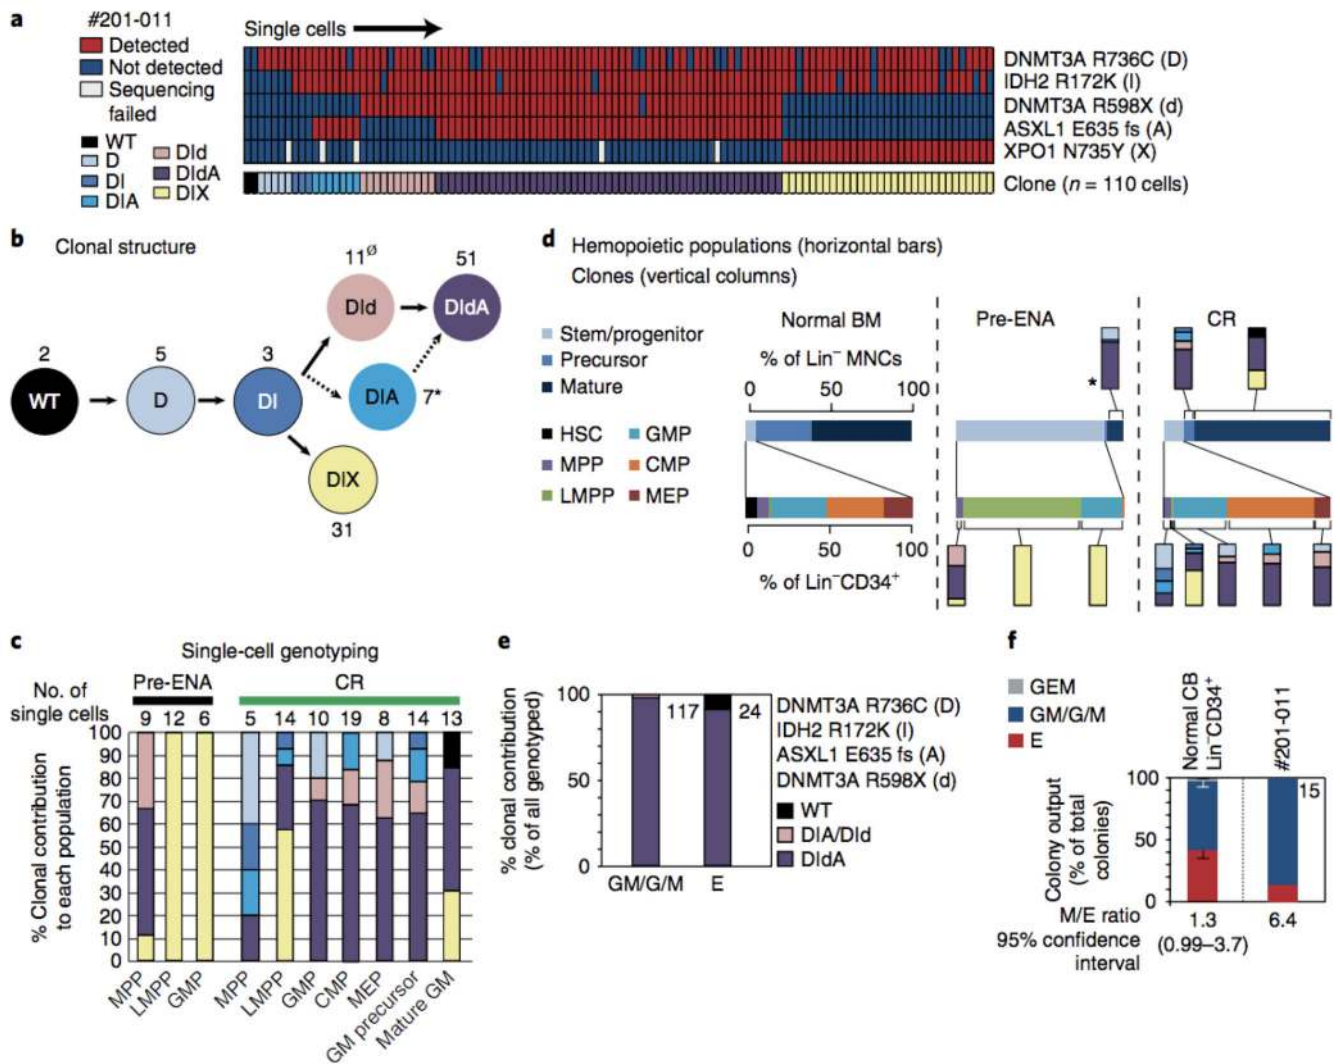 a
#201-011
Detected
Not detected
Sequencing
failed
WT
D
DI
DIA
DId
DIdA
DIX
Single cells
DNMT3A R736C (D)
IDH2 R172K (I)
DNMT3A R598X (d)
ASXL1 E635 fs (A)
XPO1 N735Y (X)
Clone (n = 110 cells)
b
Clonal structure
2
WT
5
D
3
DI
11ø
DId
51
DIdA
DIA
7*
DIX
31
c
Single-cell genotyping
Pre-ENA
CR
No. of
single cells
9 12 6 5 14 10 19 8 14 13
% Clonal contribution
to each population
100
90
80
70
60
50
40
30
20
10
0
MPP
LMPP
GMP
MPP
LMPP
GMP
CMP
MEP
GM precursor
Mature GM
d
Hemopoietic populations (horizontal bars)
Clones (vertical columns)
Stem/progenitor
Precursor
Mature
HSC
MPP
LMPP
GMP
CMP
MEP
Normal BM
% of Lin⁻ MNCs
0 50 100
0 50 100
% of Lin⁻CD34⁺
Pre-ENA
*
CR
e
% clonal contribution
(% of all genotyped)
100
50
0
117
24
GM/G/M
E
DNMT3A R736C (D)
IDH2 R172K (I)
ASXL1 E635 fs (A)
DNMT3A R598X (d)
WT
DIA/DId
DIdA
f
GEM
GM/G/M
E
Normal CB
Lin⁻CD34⁺
#201-011
Colony output
(% of total
colonies)
100
50
0
15
M/E ratio
1.3
6.4
95% confidence
interval
(0.99–3.7)